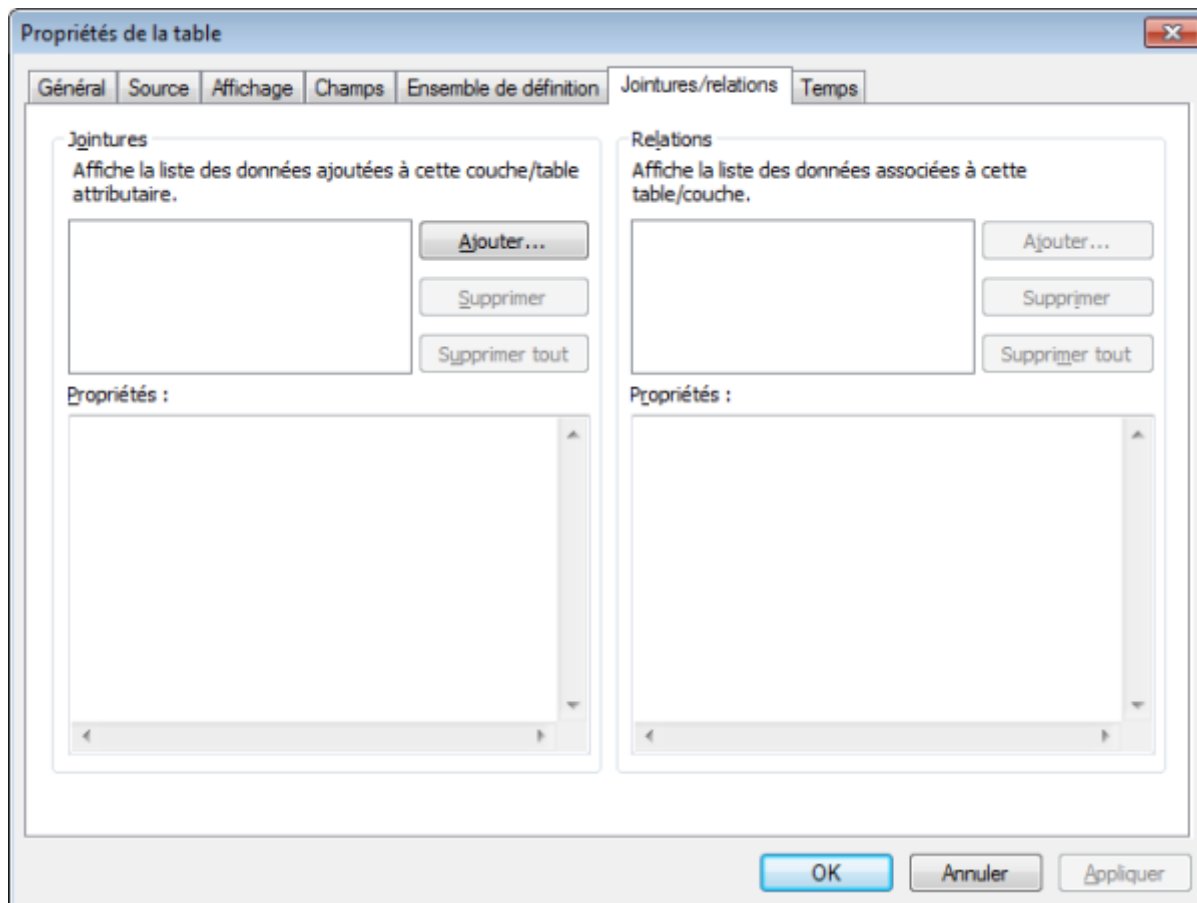 Propriétés de la table
Général Source Affichage Champs Ensemble de définition Jointures/relations Temps
Jointures
Affiche la liste des données ajoutées à cette couche/table
attributaire.
Ajouter...
Supprimer
Supprimer tout
Propriétés :
Relations
Affiche la liste des données associées à cette
table/couche.
Ajouter...
Supprimer
Supprimer tout
Propriétés :
OK Annuler Appliquer